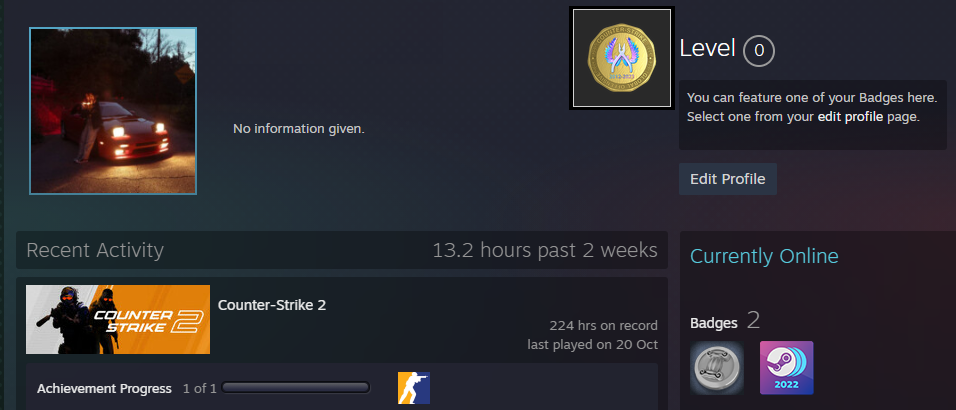 Level 0
You can feature one of your Badges here.
Select one from your edit profile page.
No information given.
Edit Profile
Recent Activity
13.2 hours past 2 weeks
Currently Online
COUNTER
STRIKE 2
Counter-Strike 2
224 hrs on record
last played on 20 Oct
Badges 2
2022
Achievement Progress 1 of 1